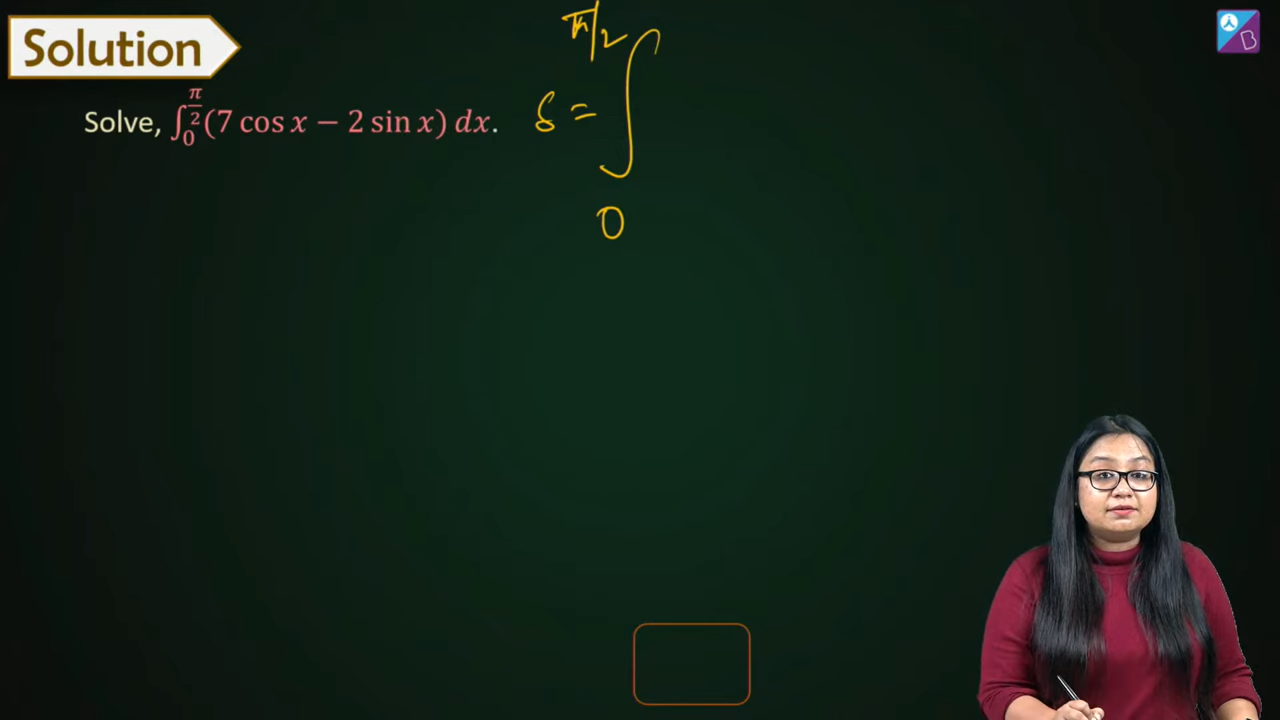 Solution
Solve, ∫₀^(π/2) (7 cos x − 2 sin x) dx.
δ = ∫₀^(π/2)
A B